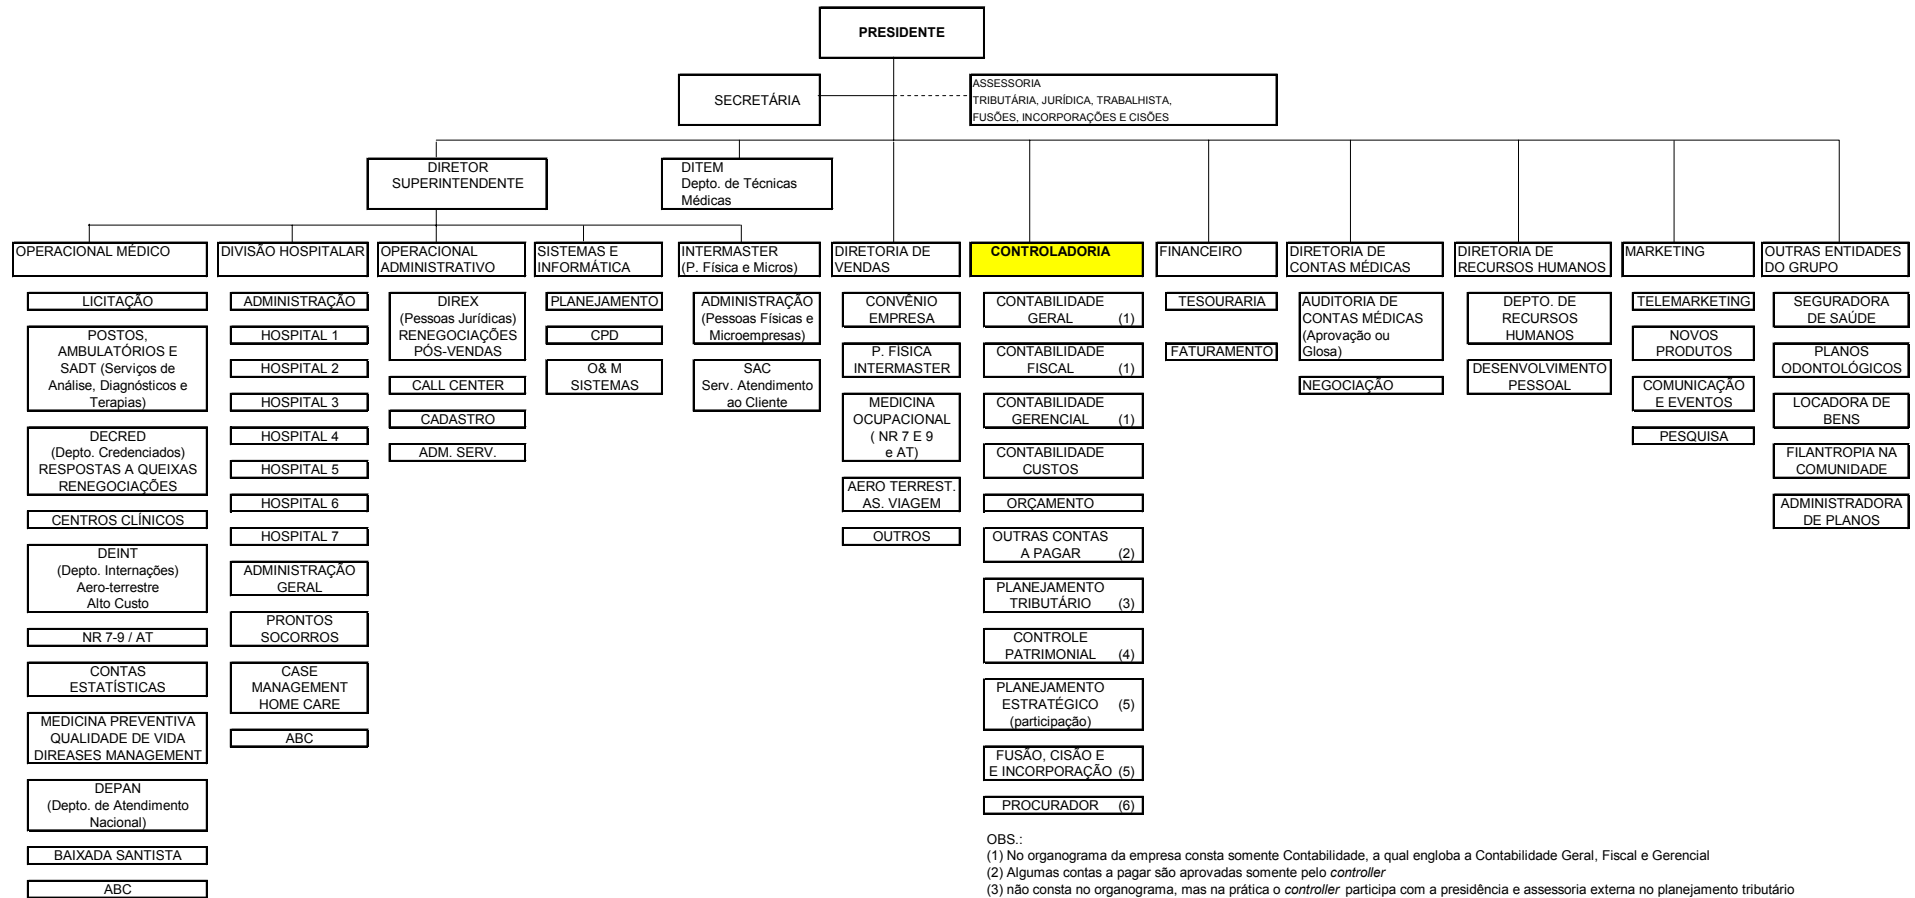 PRESIDENTE
SECRETÁRIA
ASSESSORIA
TRIBUTÁRIA, JURÍDICA, TRABALHISTA,
FUSÕES, INCORPORAÇÕES E CISÕES
DIRETOR
SUPERINTENDENTE
DITEM
Depto. de Técnicas
Médicas
OPERACIONAL MÉDICO
LICITAÇÃO
POSTOS,
AMBULATÓRIOS E
SADT (Serviços de
Análise, Diagnósticos e
Terapias)
DECRED
(Depto. Credenciados)
RESPOSTAS A QUEIXAS
RENEGOCIAÇÕES
CENTROS CLÍNICOS
DEINT
(Depto. Internações)
Aero-terrestre
Alto Custo
NR 7-9 / AT
CONTAS
ESTATÍSTICAS
MEDICINA PREVENTIVA
QUALIDADE DE VIDA
DIREASES MANAGEMENT
DEPAN
(Depto. de Atendimento
Nacional)
BAIXADA SANTISTA
ABC
DIVISÃO HOSPITALAR
ADMINISTRAÇÃO
HOSPITAL 1
HOSPITAL 2
HOSPITAL 3
HOSPITAL 4
HOSPITAL 5
HOSPITAL 6
HOSPITAL 7
ADMINISTRAÇÃO
GERAL
PRONTOS
SOCORROS
CASE
MANAGEMENT
HOME CARE
ABC
OPERACIONAL
ADMINISTRATIVO
DIREX
(Pessoas Jurídicas)
RENEGOCIAÇÕES
PÓS-VENDAS
CALL CENTER
CADASTRO
ADM. SERV.
SISTEMAS E
INFORMÁTICA
PLANEJAMENTO
CPD
O& M
SISTEMAS
INTERMASTER
(P. Física e Micros)
ADMINISTRAÇÃO
(Pessoas Físicas e
Microempresas)
SAC
Serv. Atendimento
ao Cliente
DIRETORIA DE
VENDAS
CONVÊNIO
EMPRESA
P. FÍSICA
INTERMASTER
MEDICINA
OCUPACIONAL
( NR 7 E 9
e AT)
AERO TERREST.
AS. VIAGEM
OUTROS
CONTROLADORIA
CONTABILIDADE
GERAL (1)
CONTABILIDADE
FISCAL (1)
CONTABILIDADE
GERENCIAL (1)
CONTABILIDADE
CUSTOS
ORÇAMENTO
OUTRAS CONTAS
A PAGAR (2)
PLANEJAMENTO
TRIBUTÁRIO (3)
CONTROLE
PATRIMONIAL (4)
PLANEJAMENTO
ESTRATÉGICO (5)
(participação)
FUSÃO, CISÃO E
E INCORPORAÇÃO (5)
PROCURADOR (6)
FINANCEIRO
TESOURARIA
FATURAMENTO
DIRETORIA DE
CONTAS MÉDICAS
AUDITORIA DE
CONTAS MÉDICAS
(Aprovação ou
Glosa)
NEGOCIAÇÃO
DIRETORIA DE
RECURSOS HUMANOS
DEPTO. DE
RECURSOS
HUMANOS
DESENVOLVIMENTO
PESSOAL
MARKETING
TELEMARKETING
NOVOS
PRODUTOS
COMUNICAÇÃO
E EVENTOS
PESQUISA
OUTRAS ENTIDADES
DO GRUPO
SEGURADORA
DE SAÚDE
PLANOS
ODONTOLÓGICOS
LOCADORA DE
BENS
FILANTROPIA NA
COMUNIDADE
ADMINISTRADORA
DE PLANOS
OBS.:
(1) No organograma da empresa consta somente Contabilidade, a qual engloba a Contabilidade Geral, Fiscal e Gerencial
(2) Algumas contas a pagar são aprovadas somente pelo controller
(3) não consta no organograma, mas na prática o controller participa com a presidência e assessoria externa no planejamento tributário